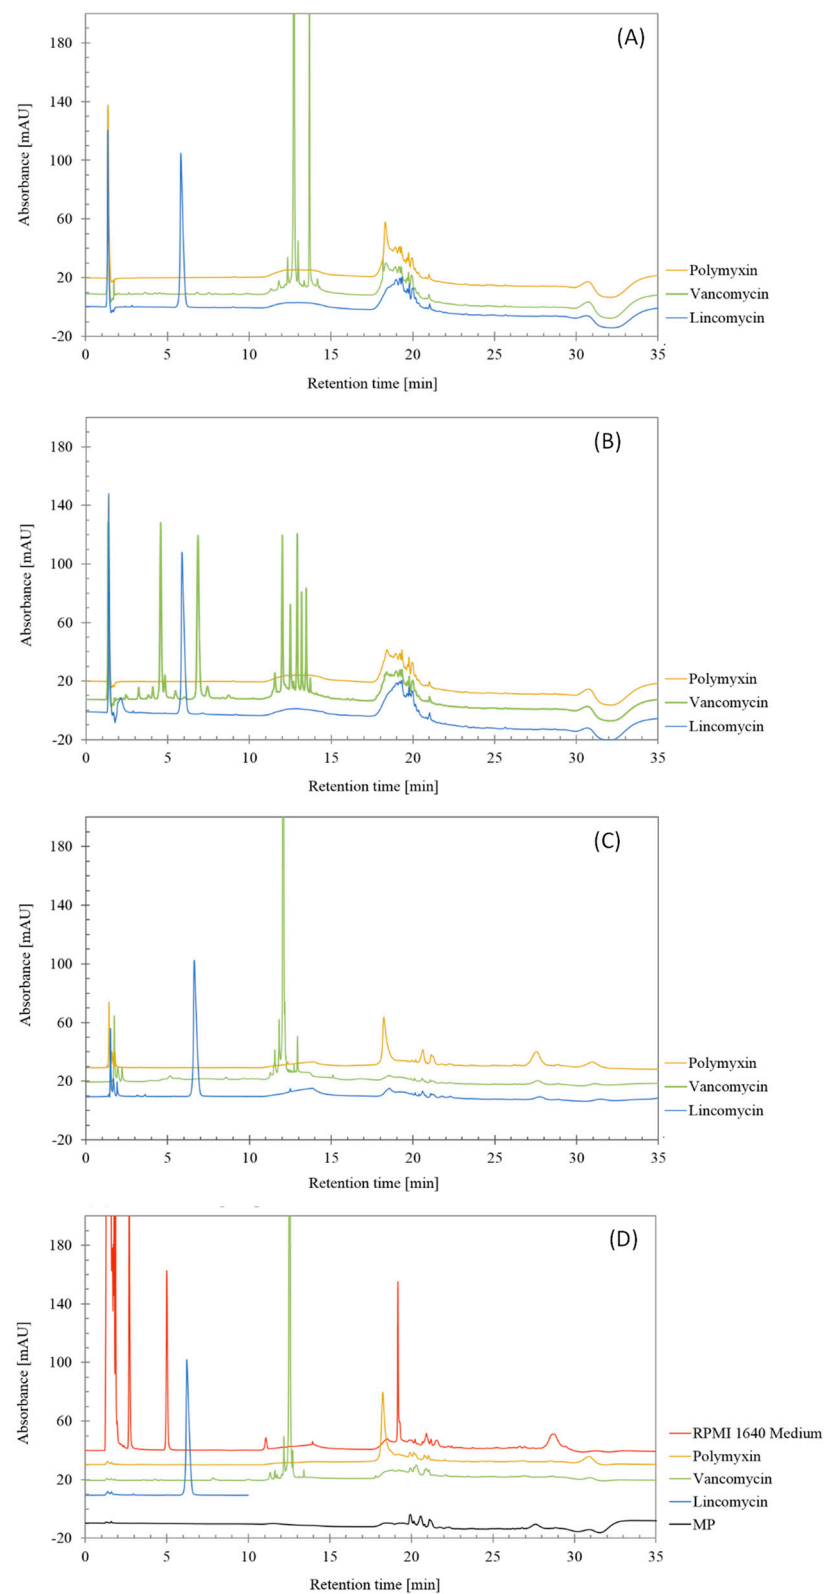 (A)
Absorbance [mAU]
180
140
100
60
20
-20
0 5 10 15 20 25 30 35
Retention time [min]
Polymyxin
Vancomycin
Lincomycin
(B)
Absorbance [mAU]
180
140
100
60
20
-20
0 5 10 15 20 25 30 35
Retention time [min]
Polymyxin
Vancomycin
Lincomycin
(C)
Absorbance [mAU]
180
140
100
60
20
-20
0 5 10 15 20 25 30 35
Retention time [min]
Polymyxin
Vancomycin
Lincomycin
(D)
Absorbance [mAU]
180
140
100
60
20
-20
0 5 10 15 20 25 30 35
Retention time [min]
RPMI 1640 Medium
Polymyxin
Vancomycin
Lincomycin
MP